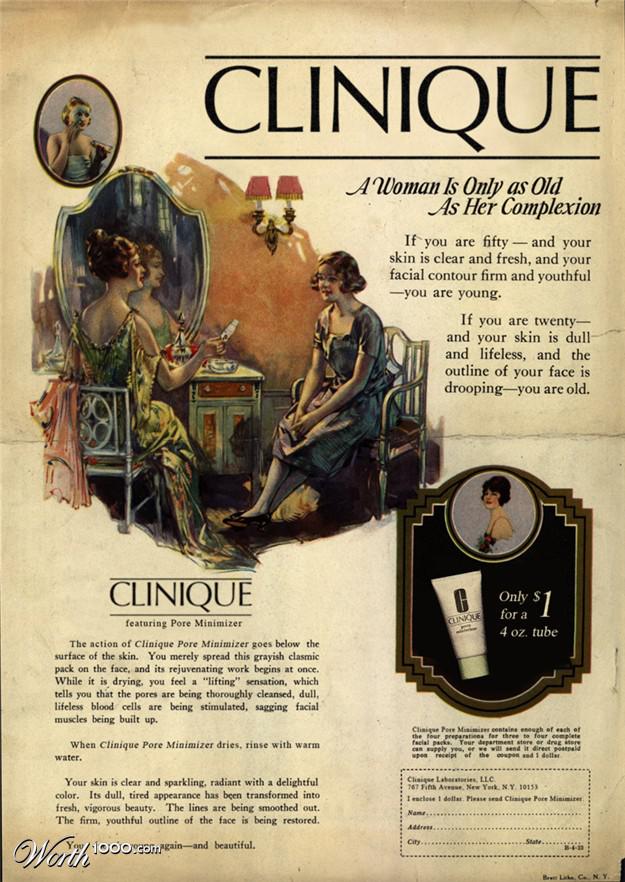 CLINIQUE
A Woman Is Only as Old
As Her Complexion
If you are fifty — and your
skin is clear and fresh, and your
facial contour firm and youthful
—you are young.
If you are twenty—
and your skin is dull
and lifeless, and the
outline of your face is
drooping—you are old.
CLINIQUE
featuring Pore Minimizer
The action of Clinique Pore Minimizer goes below the
surface of the skin. You merely spread this grayish clasmic
pack on the face, and its rejuvenating work begins at once.
While it is drying, you feel a "lifting" sensation, which
tells you that the pores are being thoroughly cleansed, dull,
lifeless blood cells are being stimulated, sagging facial
muscles being built up.
When Clinique Pore Minimizer dries, rinse with warm
water.
Your skin is clear and sparkling, radiant with a delightful
color. Its dull, tired appearance has been transformed into
fresh, vigorous beauty. The lines are being smoothed out.
The firm, youthful outline of the face is being restored.
You again—and beautiful.
Worth1000.com
C
CLINIQUE
pore
minimizer
Only $1
for a
4 oz. tube
Clinique Pore Minimizer contains enough of each of
the four preparations for three to four complete
facial packs. Your department store or drug store
can supply you, or we will send it direct postpaid
upon receipt of the coupon and 1 dollar.
Clinique Laboratories, LLC.
767 Fifth Avenue, New York, N.Y. 10153
I enclose 1 dollar. Please send Clinique Pore Minimizer
Name
Address
City State
B-4-23
Brett Litho, Co., N. Y.